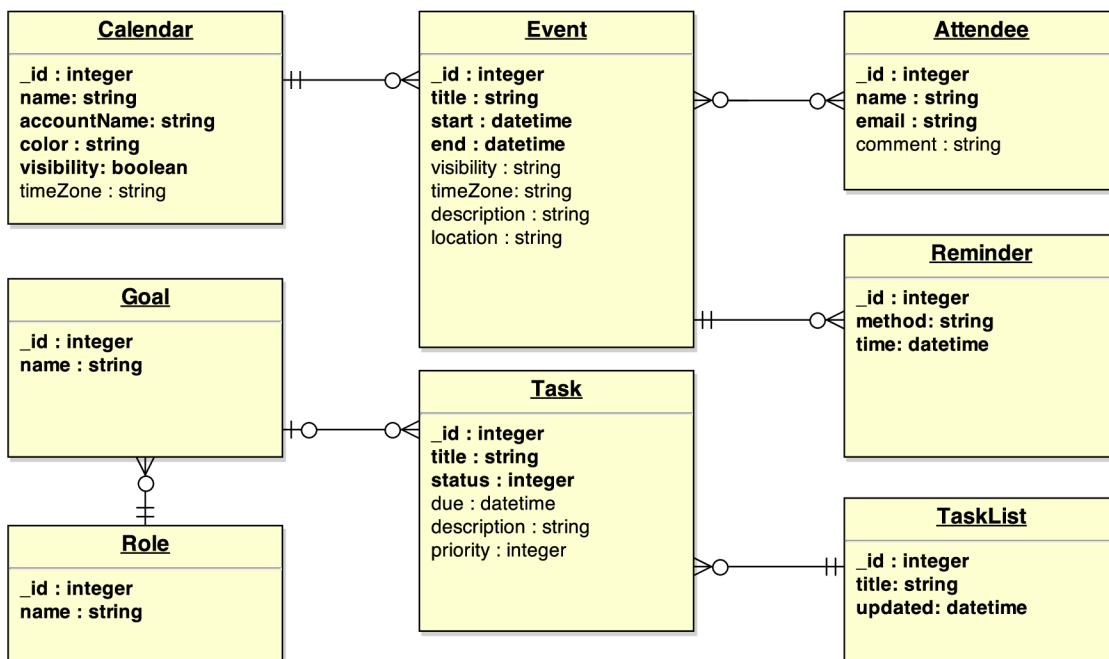 Calendar
_id : integer
name: string
accountName: string
color : string
visibility: boolean
timeZone : string
Event
_id : integer
title : string
start : datetime
end : datetime
visibility : string
timeZone: string
description : string
location : string
Attendee
_id : integer
name : string
email : string
comment : string
Goal
_id : integer
name : string
Reminder
_id : integer
method: string
time: datetime
Task
_id : integer
title : string
status : integer
due : datetime
description : string
priority : integer
Role
_id : integer
name : string
TaskList
_id : integer
title: string
updated: datetime